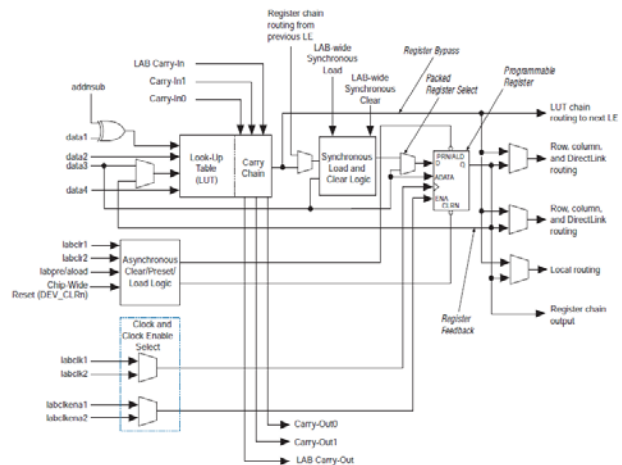 Register chain
routing from
previous LE
LAB-wide
Synchronous
Load
Register Bypass
LAB Carry-In
Carry-In1
Carry-In0
LAB-wide
Synchronous
Clear
Packed
Register Select
Programmable
Register
addnsub
LUT chain
routing to next LE
data1
data2
data3
data4
Look-Up
Table
(LUT)
Carry
Chain
Synchronous
Load and
Clear Logic
PRN/ALD
D
Q
ADATA
ENA
CLRN
Row, column,
and DirectLink
routing
Row, column,
and DirectLink
routing
labclr1
labclr2
labpre/aload
Chip-Wide
Reset (DEV_CLRn)
Asynchronous
Clear/Preset/
Load Logic
Local routing
Register
Feedback
Register chain
output
Clock and
Clock Enable
Select
labclk1
labclk2
labclkena1
labclkena2
Carry-Out0
Carry-Out1
LAB Carry-Out